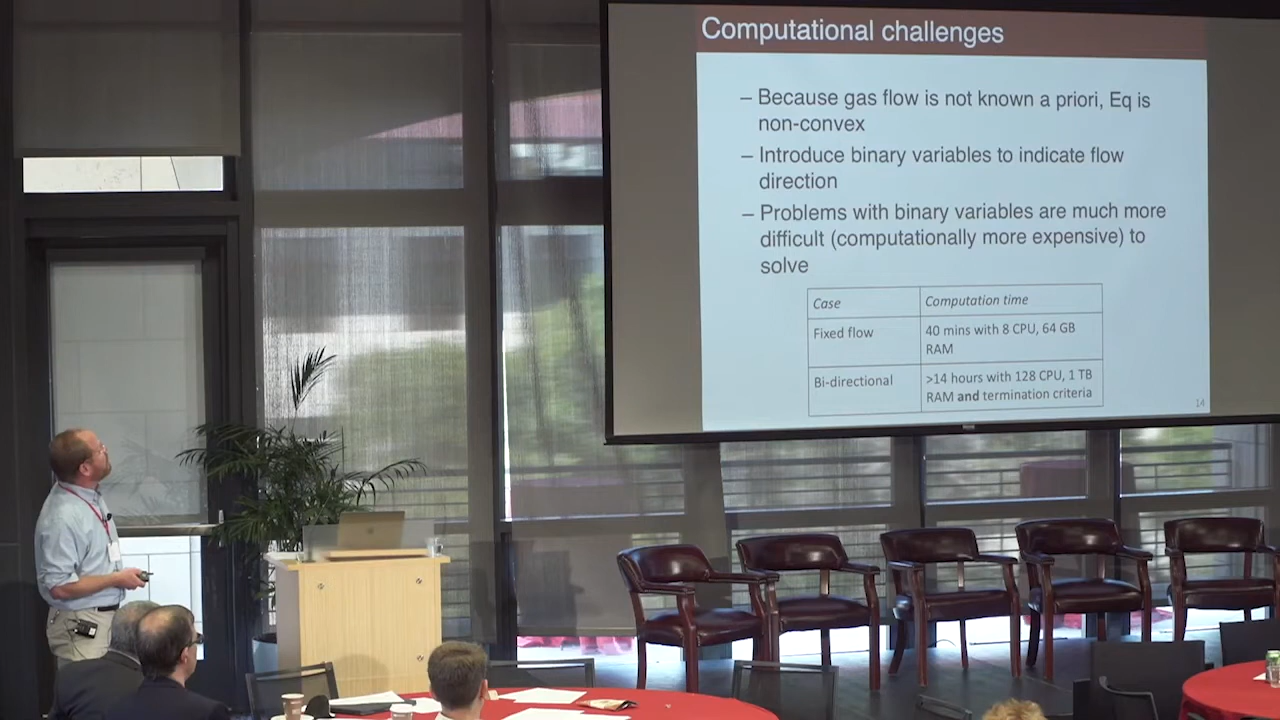 Computational challenges
– Because gas flow is not known a priori, Eq is
non-convex
– Introduce binary variables to indicate flow
direction
– Problems with binary variables are much more
difficult (computationally more expensive) to
solve
Case Computation time
Fixed flow 40 mins with 8 CPU, 64 GB
RAM
Bi-directional >14 hours with 128 CPU, 1 TB
RAM and termination criteria
14